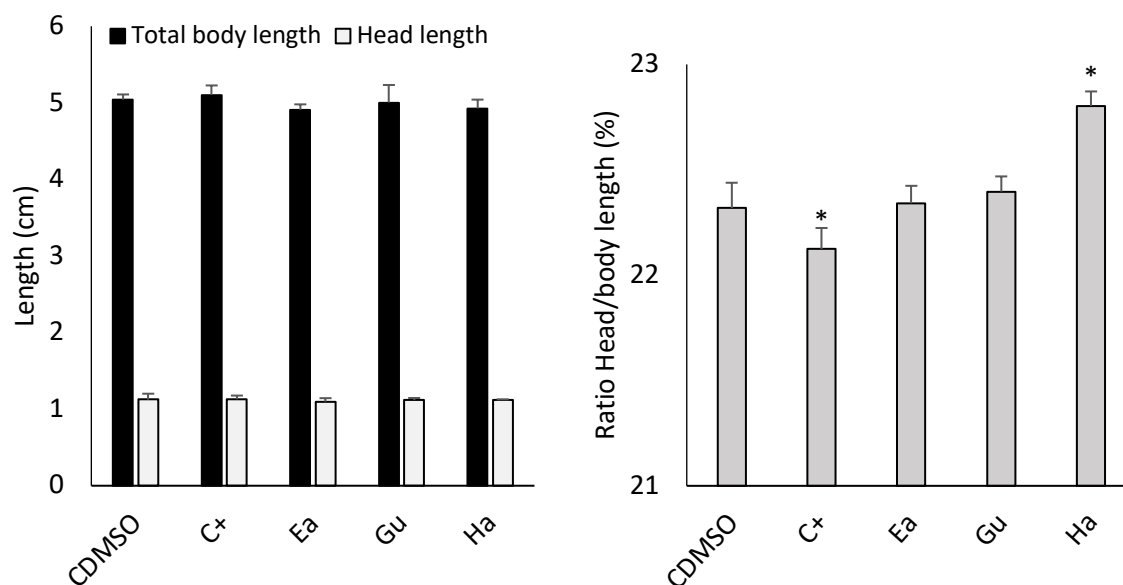 6
5
4
3
2
1
0
Length (cm)
Total body length Head length
CDMSO C+ Ea Gu Ha
23
22
21
Ratio Head/body length (%)
*
*
CDMSO C+ Ea Gu Ha